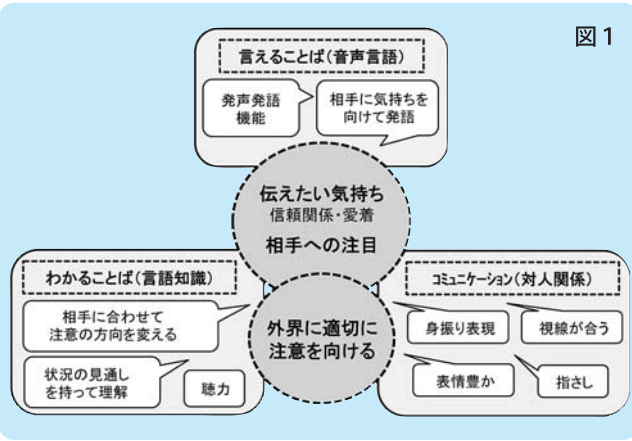 図1
言えることば(音声言語)
発声発語
機能
相手に気持ちを
向けて発語
伝えたい気持ち
信頼関係・愛着
相手への注目
わかることば(言語知識)
相手に合わせて
注意の方向を変える
状況の見通し
を持って理解
聴力
外界に適切に
注意を向ける
コミュニケーション(対人関係)
身振り表現
視線が合う
表情豊か
指さし